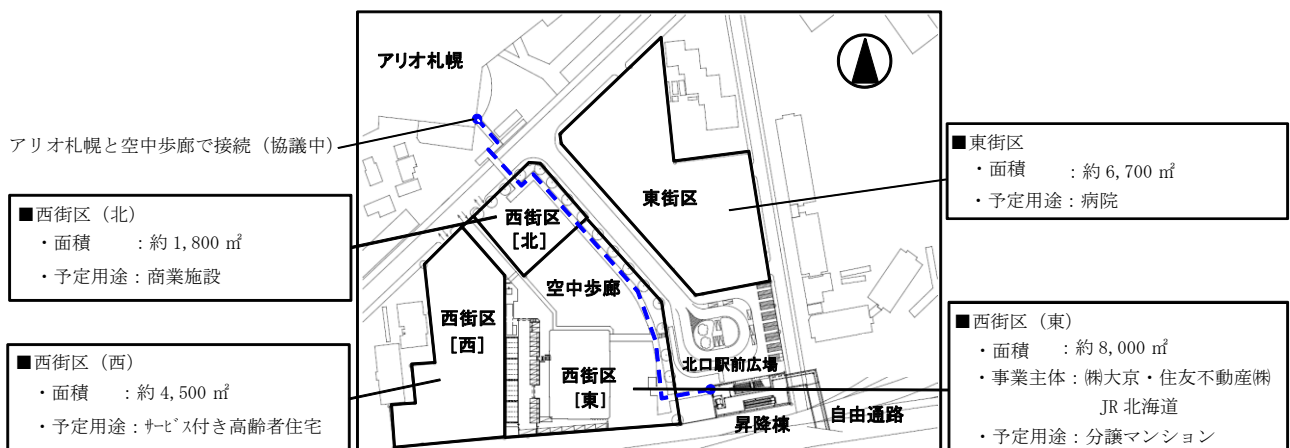 アリオ札幌
アリオ札幌と空中歩廊で接続（協議中）
■西街区（北）
・面積　　：約 1,800 ㎡
・予定用途：商業施設
■西街区（西）
・面積　　：約 4,500 ㎡
・予定用途：ｻｰﾋﾞｽ付き高齢者住宅
東街区
西街区
[北]
空中歩廊
西街区
[西]
西街区
[東]
北口駅前広場
昇降棟
自由通路
■東街区
・面積　　：約 6,700 ㎡
・予定用途：病院
■西街区（東）
・面積　：約 8,000 ㎡
・事業主体：㈱大京・住友不動産㈱
JR 北海道
・予定用途：分譲マンション